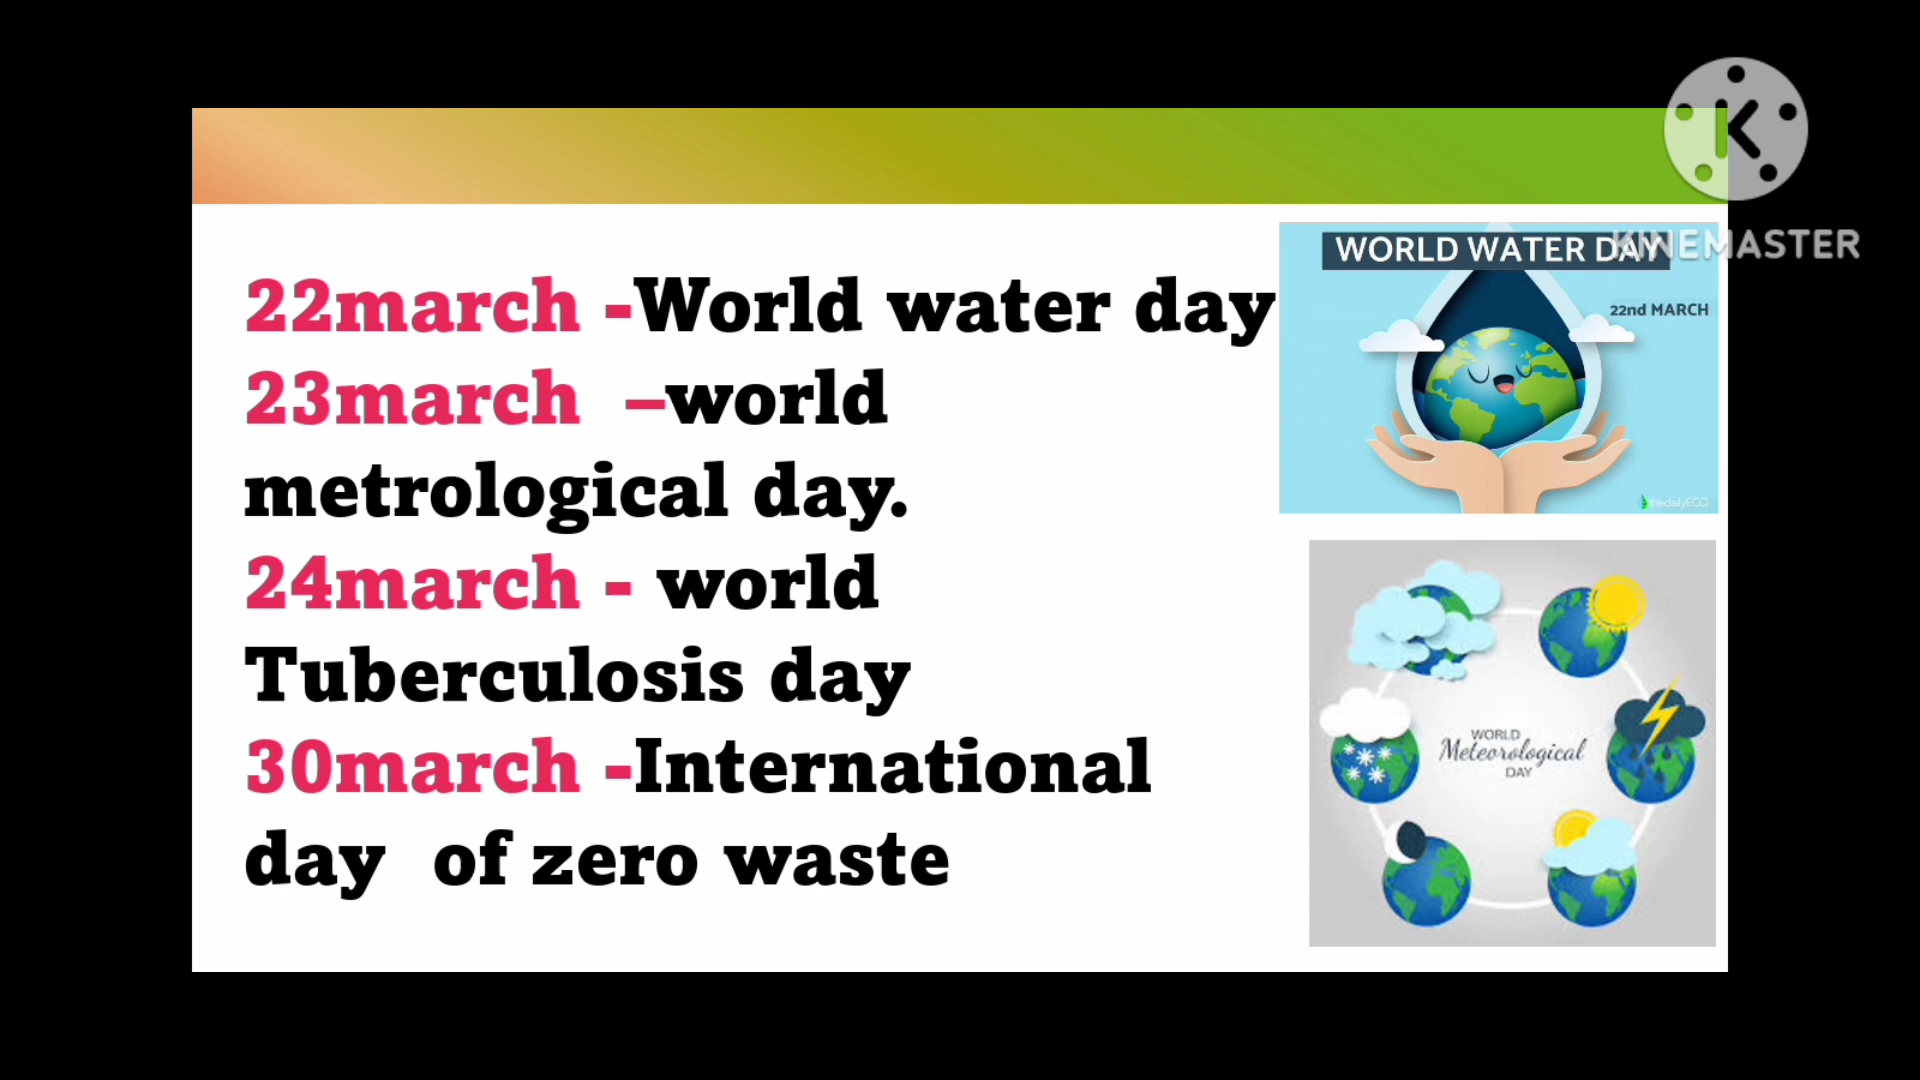 22march -World water day
23march –world
metrological day.
24march - world
Tuberculosis day
30march -International
day of zero waste
WORLD WATER DAY
22nd MARCH
thedailyECO
WORLD
Meteorological
DAY
K
KINEMASTER